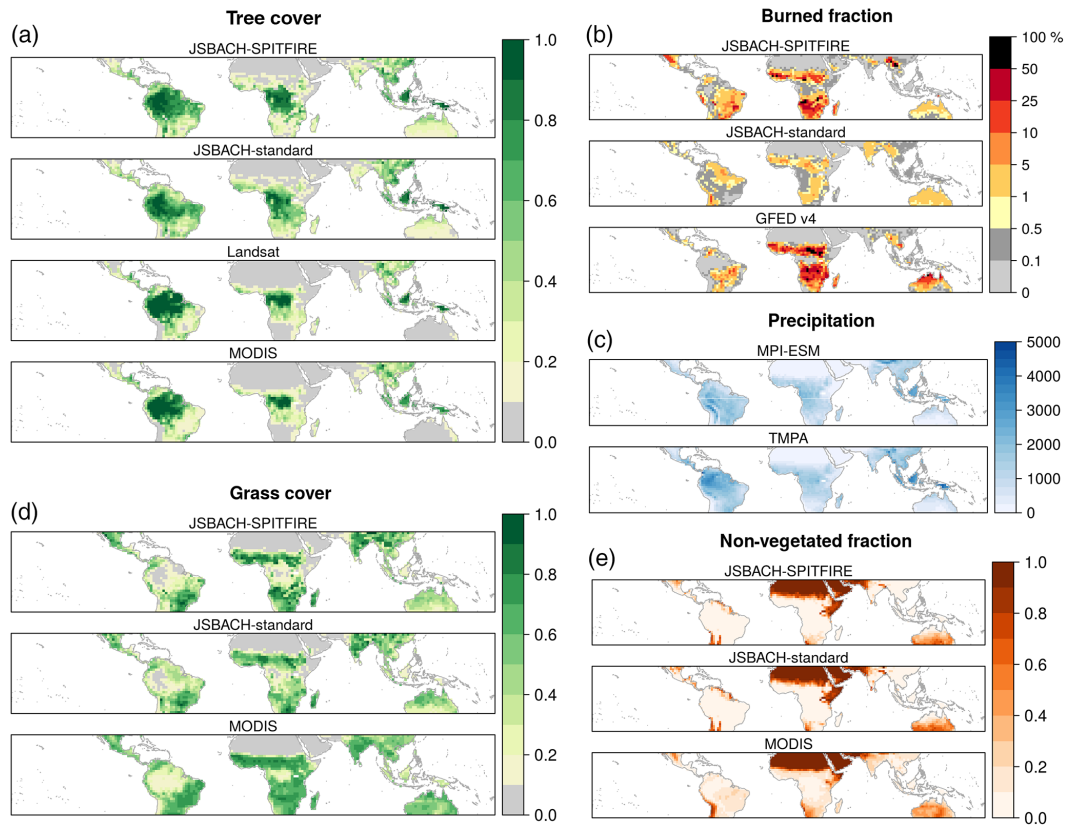 Tree cover
(a)
JSBACH-SPITFIRE
JSBACH-standard
Landsat
MODIS
1.0
0.8
0.6
0.4
0.2
0.0
Burned fraction
(b)
JSBACH-SPITFIRE
JSBACH-standard
GFED v4
100 %
50
25
10
5
1
0.5
0.1
0
Precipitation
(c)
MPI-ESM
TMPA
5000
4000
3000
2000
1000
0
Grass cover
(d)
JSBACH-SPITFIRE
JSBACH-standard
MODIS
1.0
0.8
0.6
0.4
0.2
0.0
Non-vegetated fraction
(e)
JSBACH-SPITFIRE
JSBACH-standard
MODIS
1.0
0.8
0.6
0.4
0.2
0.0